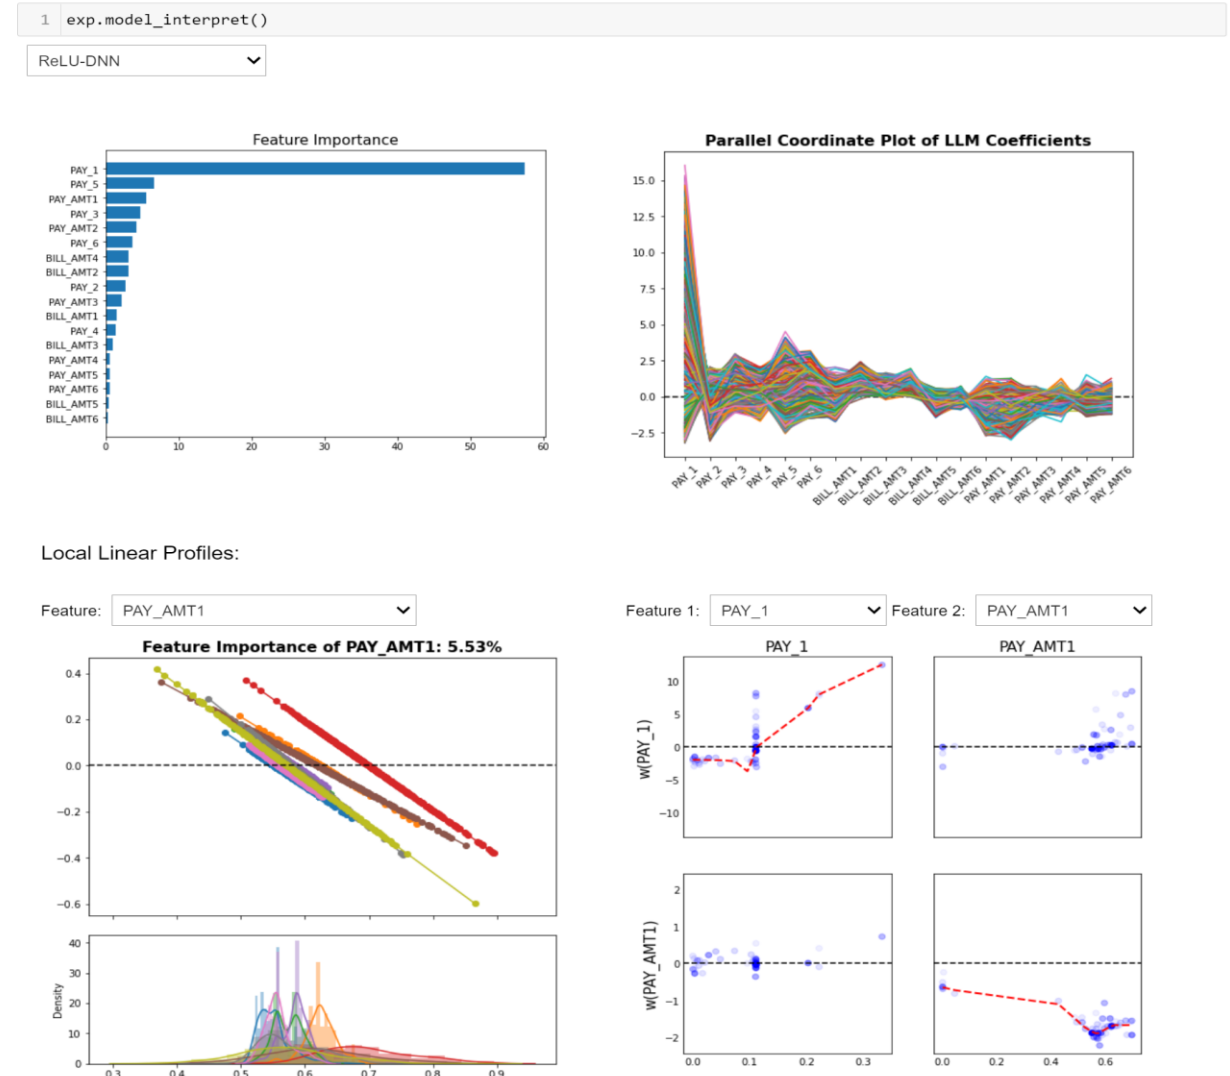 1 exp.model_interpret()
ReLU-DNN
Feature Importance
PAY_1
PAY_5
PAY_AMT1
PAY_3
PAY_AMT2
PAY_6
BILL_AMT4
BILL_AMT2
PAY_2
PAY_AMT3
BILL_AMT1
PAY_4
BILL_AMT3
PAY_AMT4
PAY_AMT5
PAY_AMT6
BILL_AMT5
BILL_AMT6
0 10 20 30 40 50 60
Parallel Coordinate Plot of LLM Coefficients
15.0
12.5
10.0
7.5
5.0
2.5
0.0
−2.5
PAY_1 PAY_2 PAY_3 PAY_4 PAY_5 PAY_6 BILL_AMT1 BILL_AMT2 BILL_AMT3 BILL_AMT4 BILL_AMT5 BILL_AMT6 PAY_AMT1 PAY_AMT2 PAY_AMT3 PAY_AMT4 PAY_AMT5 PAY_AMT6
Local Linear Profiles:
Feature: PAY_AMT1
Feature Importance of PAY_AMT1: 5.53%
0.4
0.2
0.0
−0.2
−0.4
−0.6
40
30
20
10
0
Density
0.3 0.4 0.5 0.6 0.7 0.8 0.9
Feature 1: PAY_1 Feature 2: PAY_AMT1
PAY_1 PAY_AMT1
w(PAY_1)
10
5
0
−5
−10
w(PAY_AMT1)
2
1
0
−1
−2
0.0 0.1 0.2 0.3 0.0 0.2 0.4 0.6